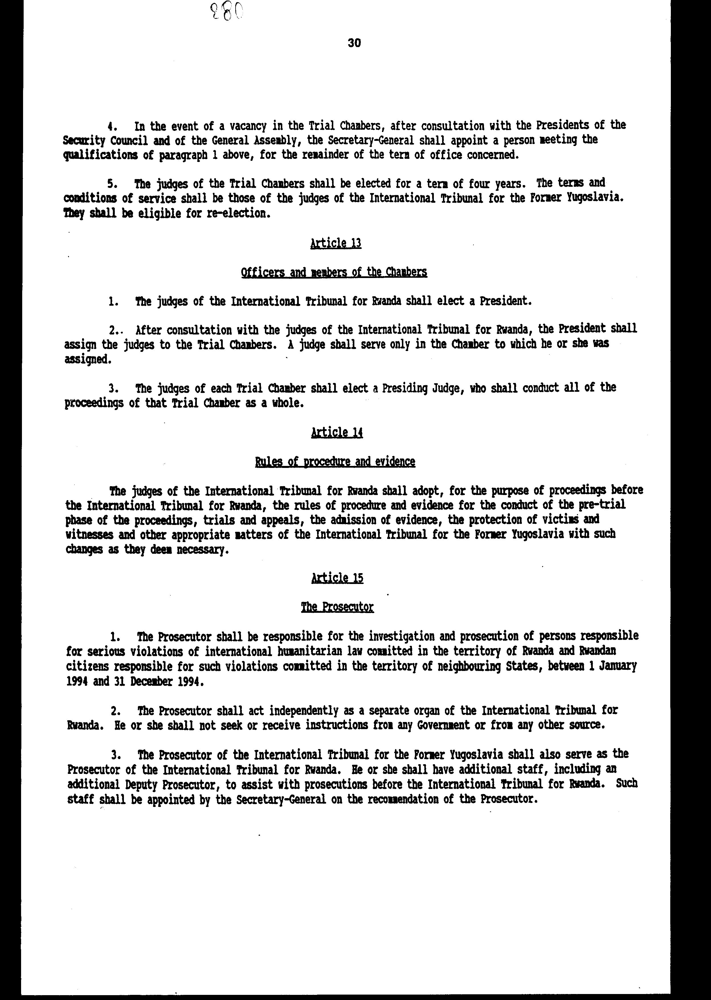 280
30
4. In the event of a vacancy in the Trial Chambers, after consultation with the Presidents of the
Security Council and of the General Assembly, the Secretary-General shall appoint a person meeting the
qualifications of paragraph 1 above, for the remainder of the term of office concerned.
5. The judges of the Trial Chambers shall be elected for a term of four years. The terms and
conditions of service shall be those of the judges of the International Tribunal for the Former Yugoslavia.
They shall be eligible for re-election.
Article 13
Officers and members of the Chambers
1. The judges of the International Tribunal for Rwanda shall elect a President.
2.. After consultation with the judges of the International Tribunal for Rwanda, the President shall
assign the judges to the Trial Chambers. A judge shall serve only in the Chamber to which he or she was
assigned.
3. The judges of each Trial Chamber shall elect a Presiding Judge, who shall conduct all of the
proceedings of that Trial Chamber as a whole.
Article 14
Rules of procedure and evidence
The judges of the International Tribunal for Rwanda shall adopt, for the purpose of proceedings before
the International Tribunal for Rwanda, the rules of procedure and evidence for the conduct of the pre-trial
phase of the proceedings, trials and appeals, the admission of evidence, the protection of victims and
witnesses and other appropriate matters of the International Tribunal for the Former Yugoslavia with such
changes as they deem necessary.
Article 15
The Prosecutor
1. The Prosecutor shall be responsible for the investigation and prosecution of persons responsible
for serious violations of international humanitarian law committed in the territory of Rwanda and Rwandan
citizens responsible for such violations committed in the territory of neighbouring States, between 1 January
1994 and 31 December 1994.
2. The Prosecutor shall act independently as a separate organ of the International Tribunal for
Rwanda. He or she shall not seek or receive instructions from any Government or from any other source.
3. The Prosecutor of the International Tribunal for the Former Yugoslavia shall also serve as the
Prosecutor of the International Tribunal for Rwanda. He or she shall have additional staff, including an
additional Deputy Prosecutor, to assist with prosecutions before the International Tribunal for Rwanda. Such
staff shall be appointed by the Secretary-General on the recommendation of the Prosecutor.